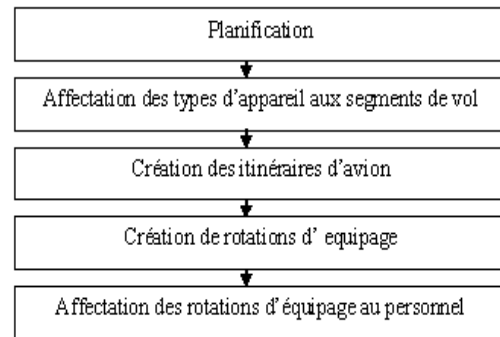 Planification
Affectation des types d'appareil aux segments de vol
Création des itinéraires d'avion
Création de rotations d' equipage
Affectation des rotations d'équipage au personnel